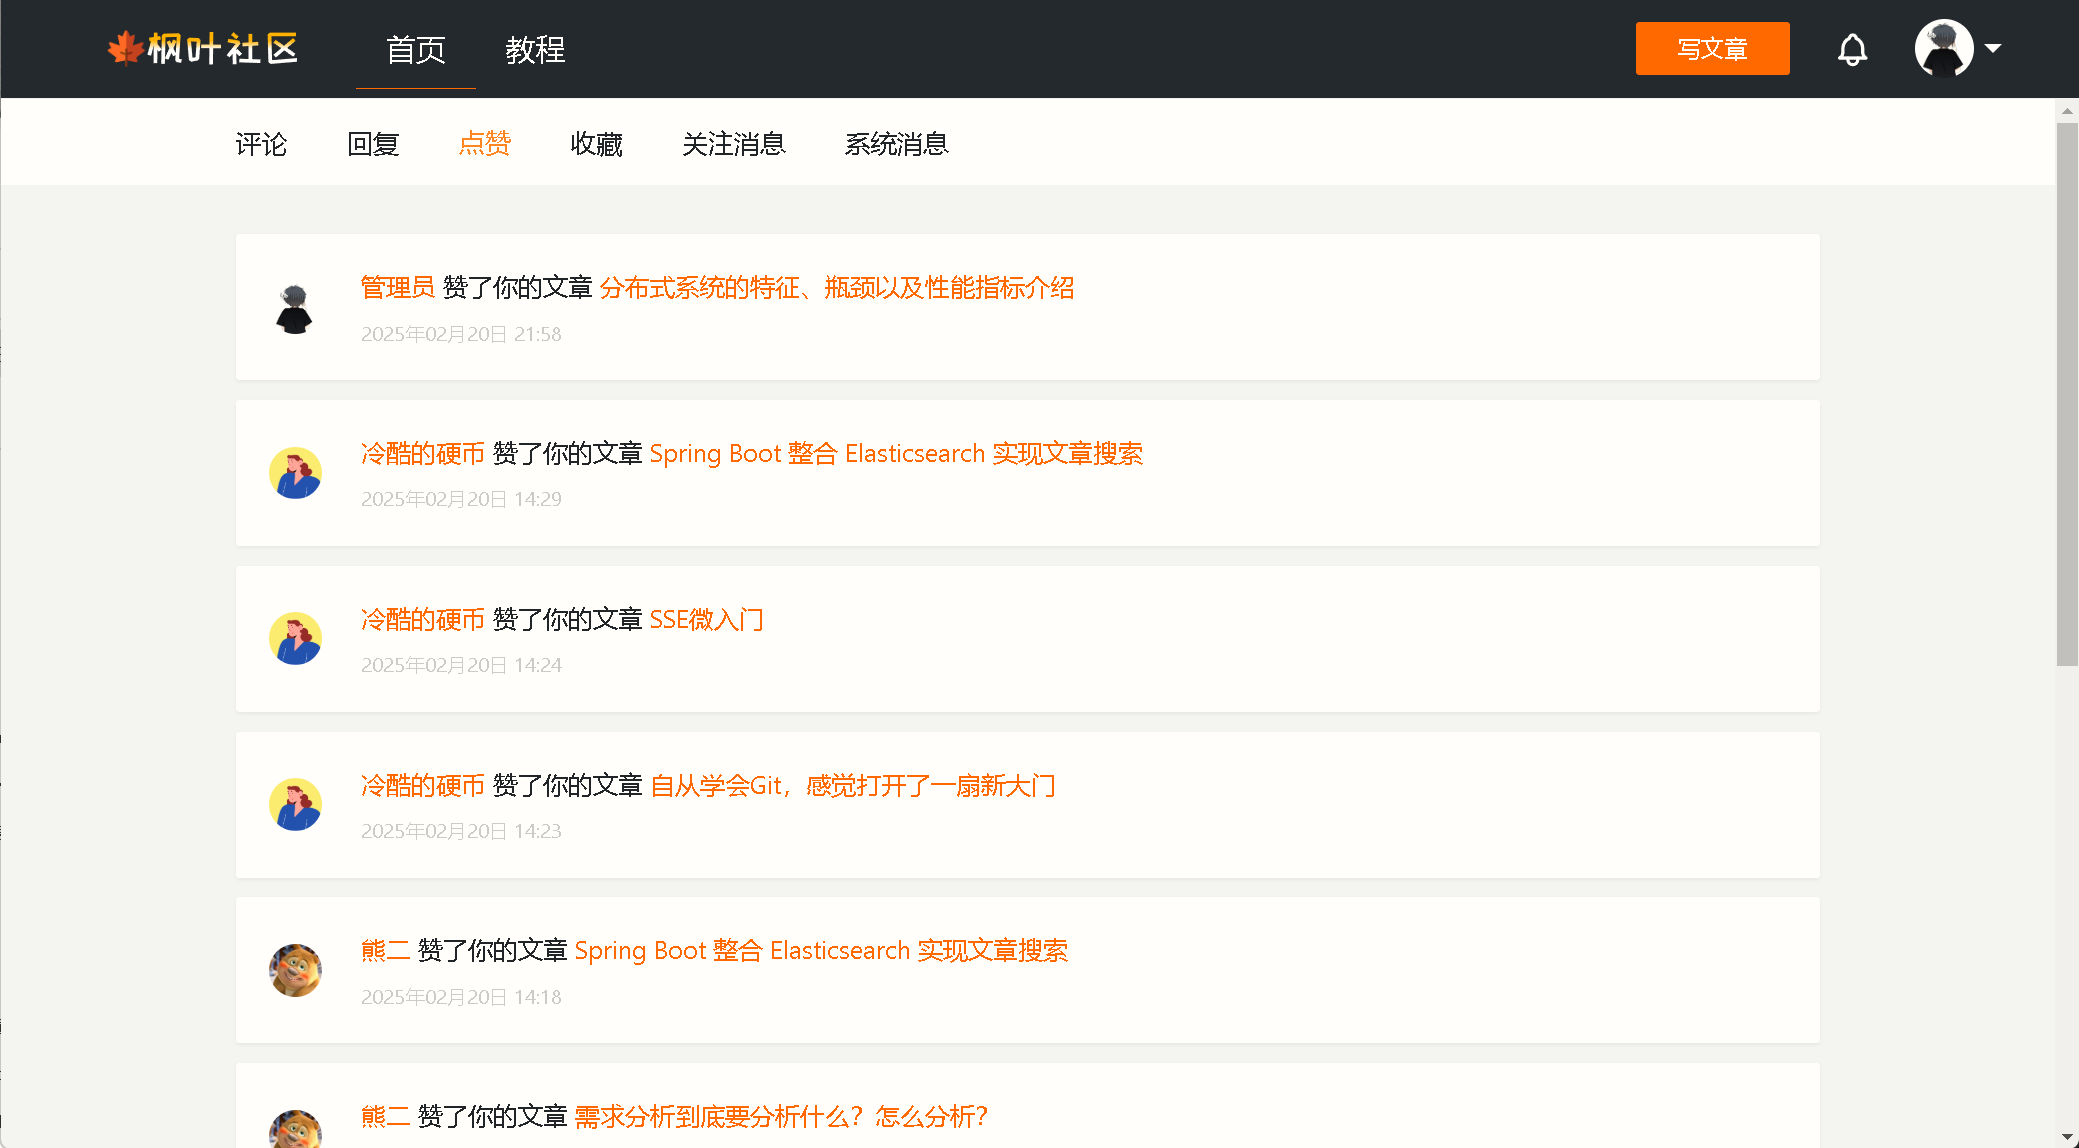 枫叶社区 首页 教程 写文章
评论 回复 点赞 收藏 关注消息 系统消息
管理员 赞了你的文章 分布式系统的特征、瓶颈以及性能指标介绍
2025年02月20日 21:58
冷酷的硬币 赞了你的文章 Spring Boot 整合 Elasticsearch 实现文章搜索
2025年02月20日 14:29
冷酷的硬币 赞了你的文章 SSE微入门
2025年02月20日 14:24
冷酷的硬币 赞了你的文章 自从学会Git，感觉打开了一扇新大门
2025年02月20日 14:23
熊二 赞了你的文章 Spring Boot 整合 Elasticsearch 实现文章搜索
2025年02月20日 14:18
熊二 赞了你的文章 需求分析到底要分析什么？怎么分析？